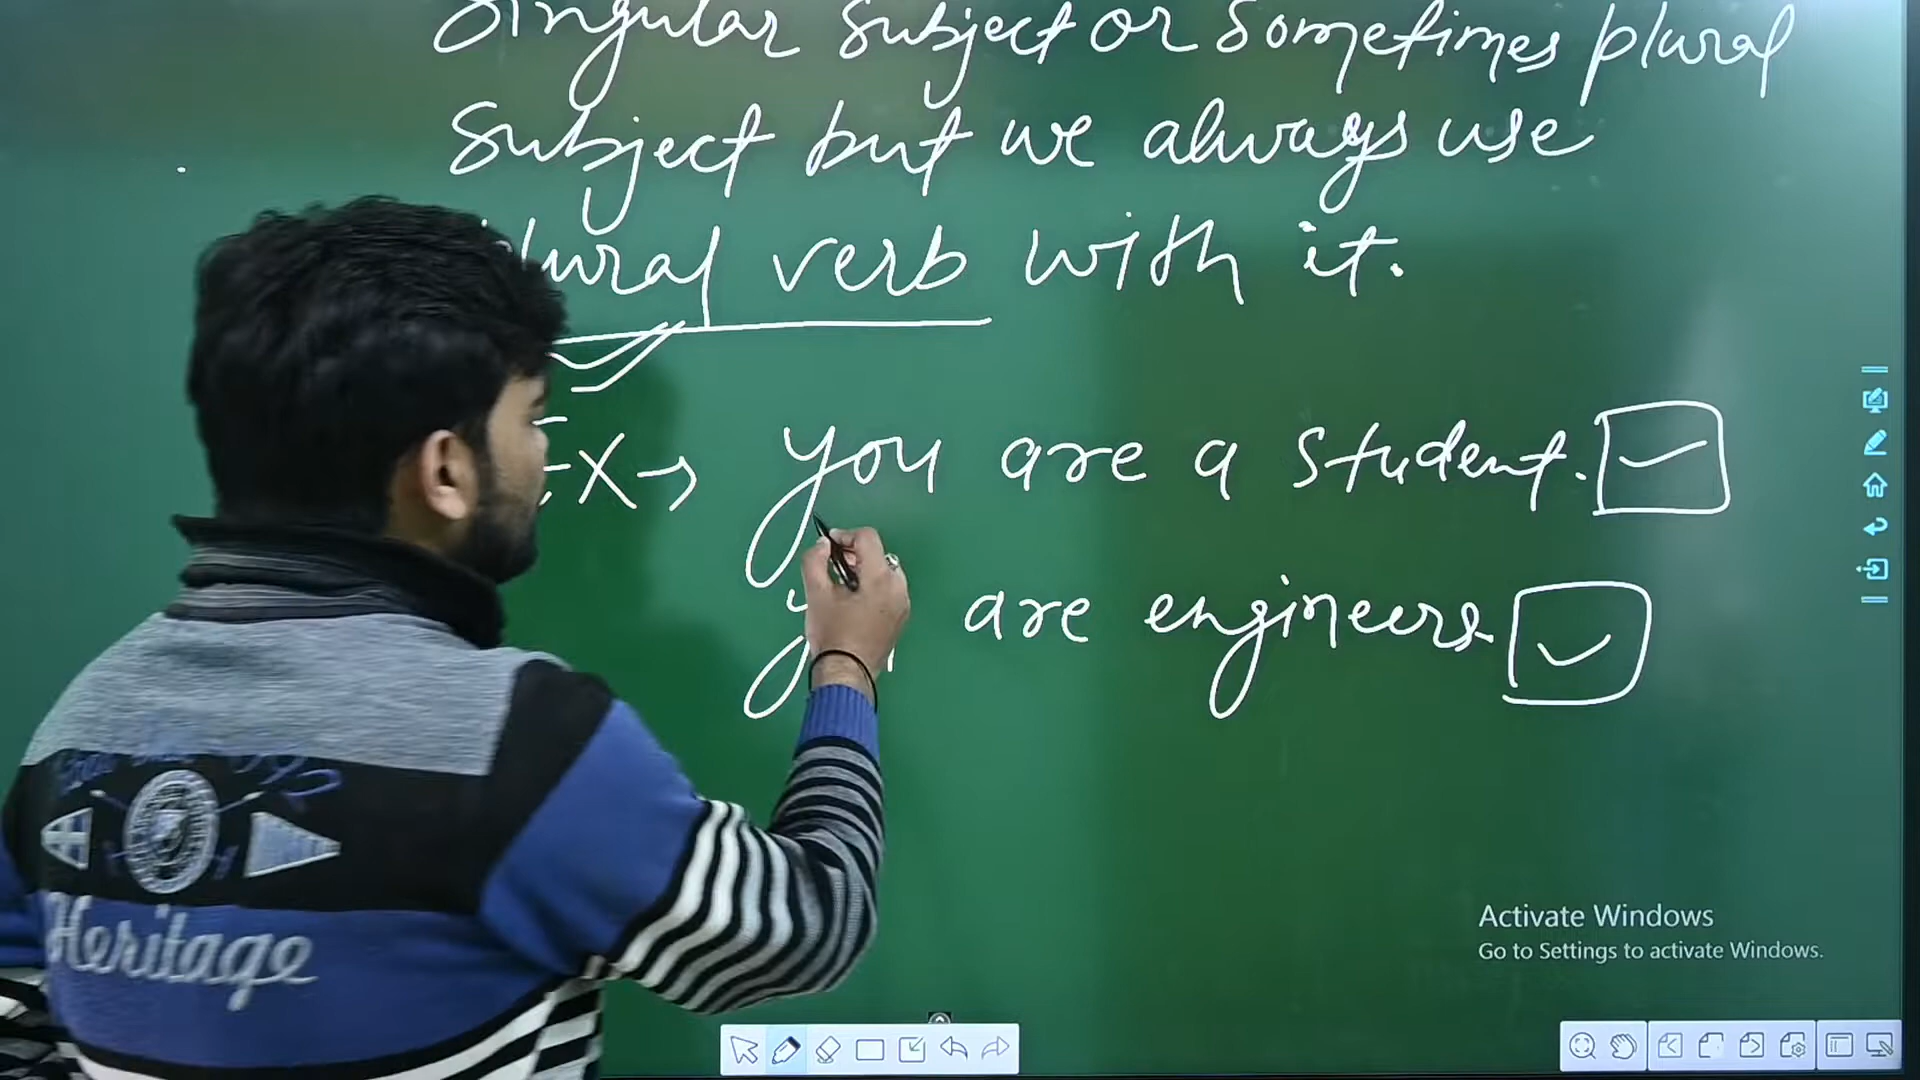 Singular Subject or Sometimes plural
Subject but we always use
plural verb with it.
EX → you are a student.
are engineers
Heritage
Activate Windows
Go to Settings to activate Windows.